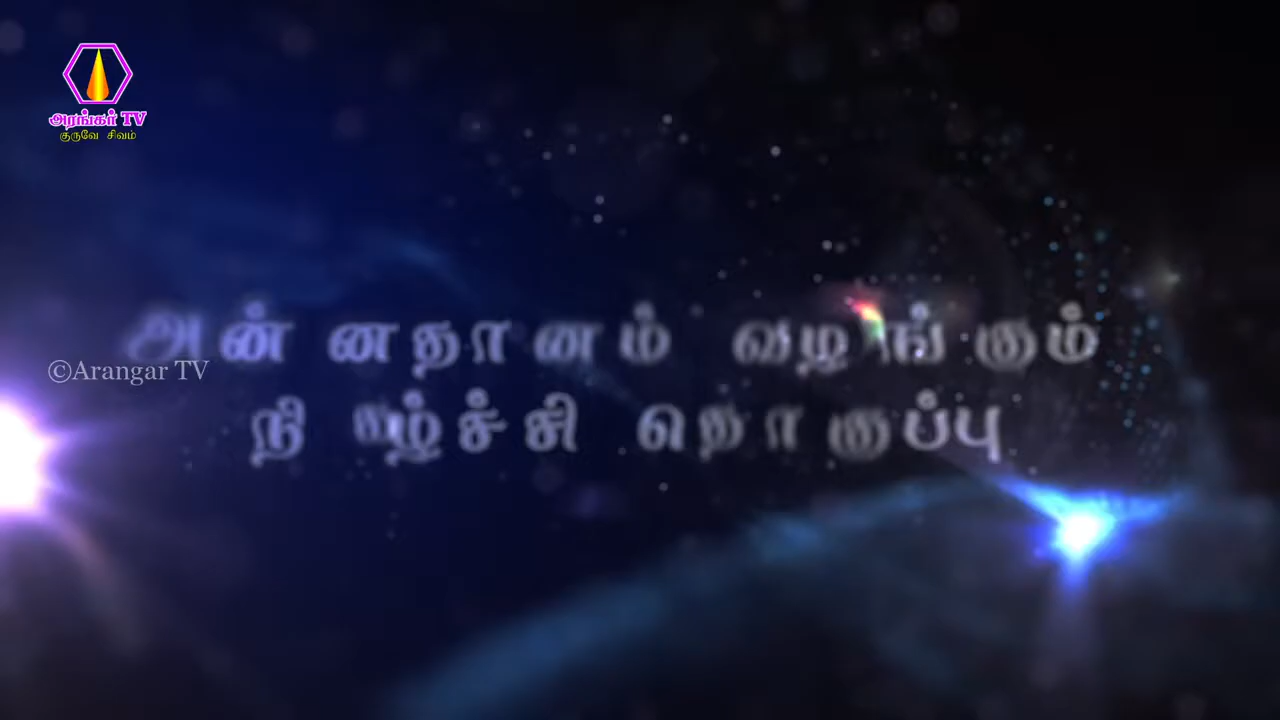 அரங்கர் TV
குருவே சிவம்
அன்னதானம் வழங்கும்
©Arangar TV
நிகழ்ச்சி தொகுப்பு